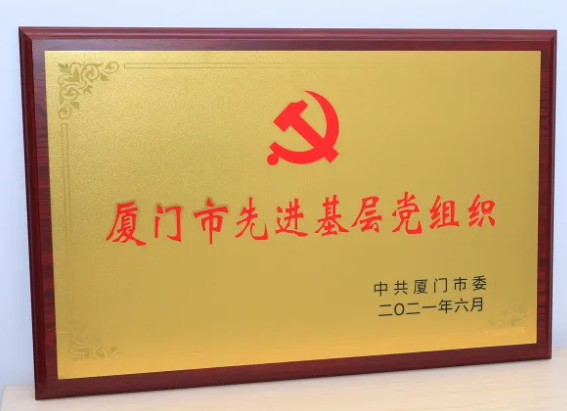 厦门市先进基层党组织
中共厦门市委
二〇二一年六月